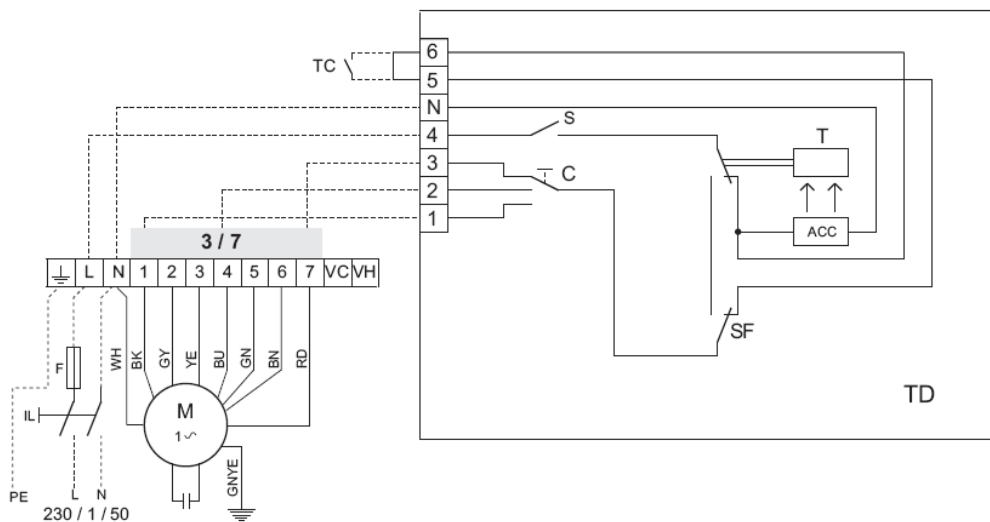 TC
6
5
N
4
3
2
1
S
C
T
ACC
SF
TD
3 / 7
L N 1 2 3 4 5 6 7 VC VH
WH BK GY YE BU GN BN RD
F
IL
M
1~
GNYE
PE L N
230 / 1 / 50